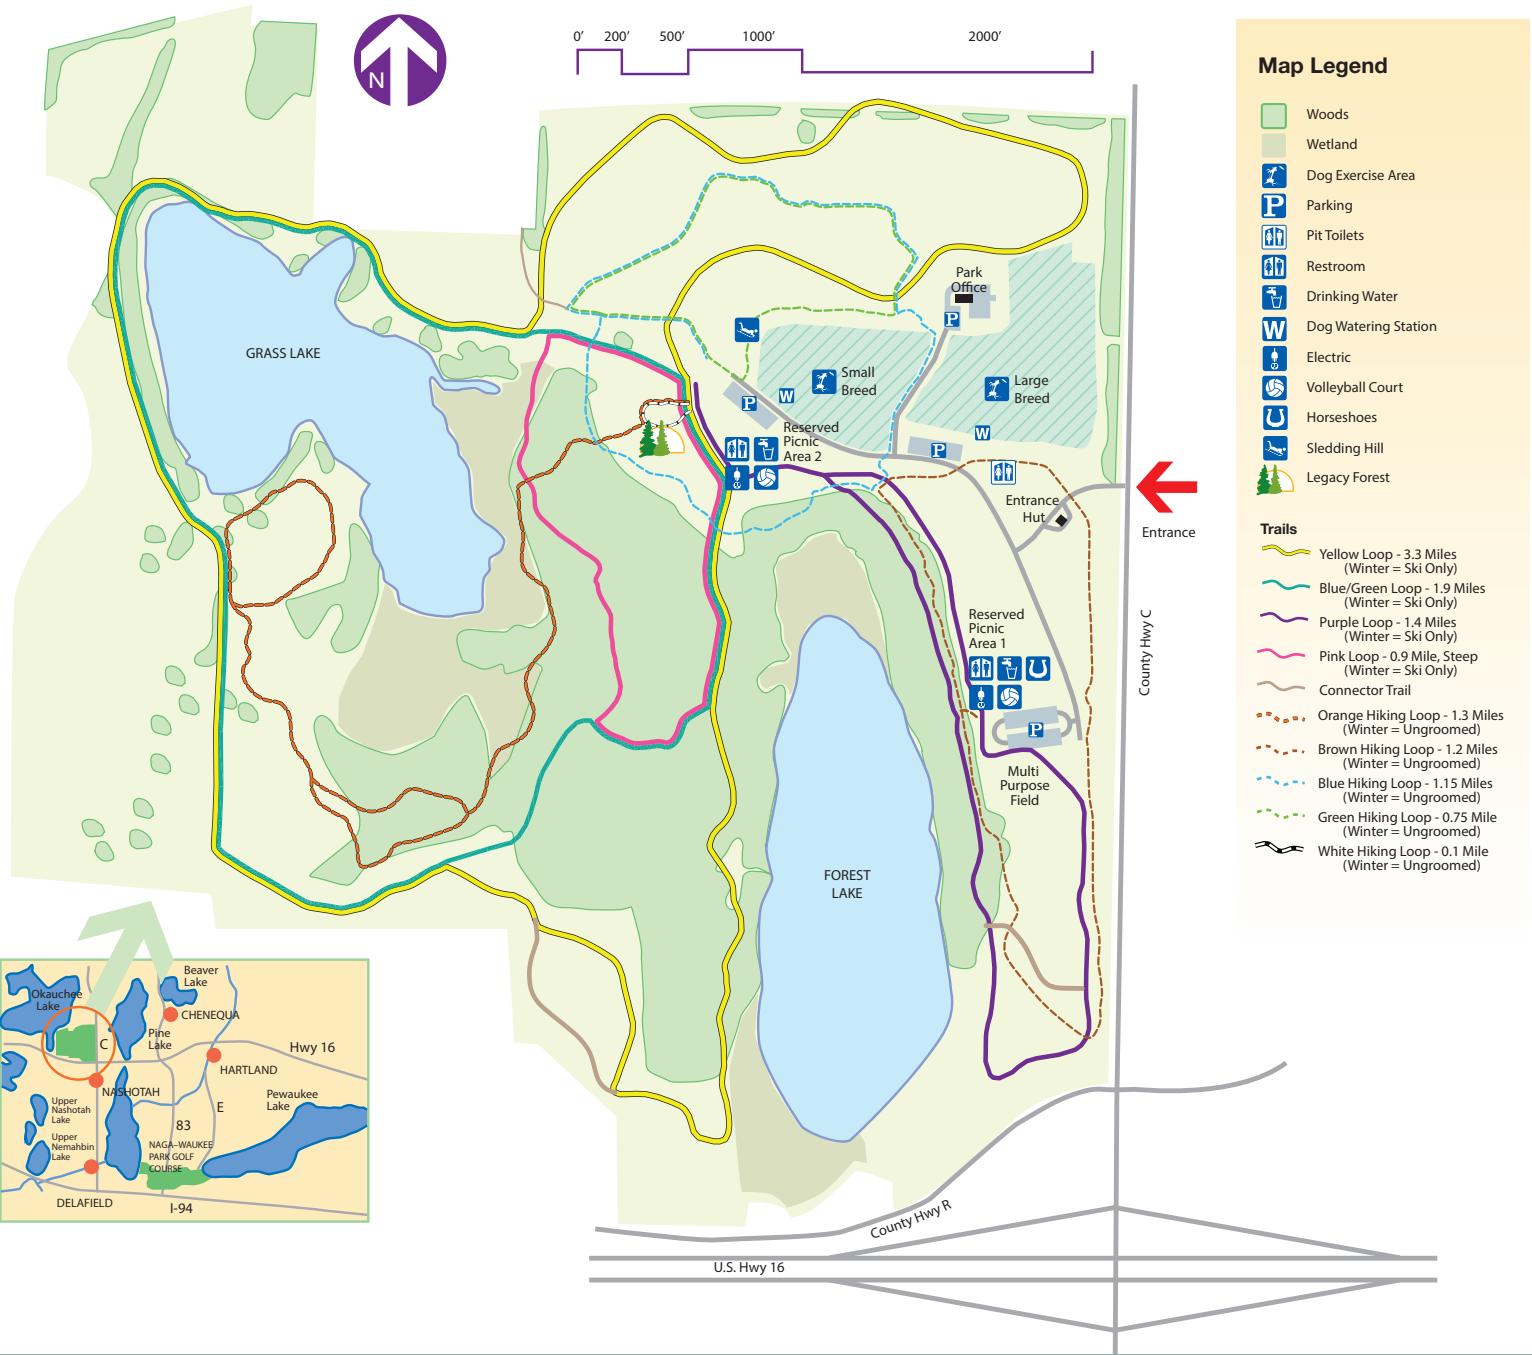 N
0'
200'
500'
1000'
2000'
Map Legend
Woods
Wetland
Dog Exercise Area
P
Parking
Pit Toilets
Restroom
Drinking Water
W
Dog Watering Station
Electric
Volleyball Court
Horseshoes
Sledding Hill
Legacy Forest
Trails
Yellow Loop - 3.3 Miles
(Winter = Ski Only)
Blue/Green Loop - 1.9 Miles
(Winter = Ski Only)
Purple Loop - 1.4 Miles
(Winter = Ski Only)
Pink Loop - 0.9 Mile, Steep
(Winter = Ski Only)
Connector Trail
Orange Hiking Loop - 1.3 Miles
(Winter = Ungroomed)
Brown Hiking Loop - 1.2 Miles
(Winter = Ungroomed)
Blue Hiking Loop - 1.15 Miles
(Winter = Ungroomed)
Green Hiking Loop - 0.75 Mile
(Winter = Ungroomed)
White Hiking Loop - 0.1 Mile
(Winter = Ungroomed)
Park
Office
P
GRASS LAKE
Small
Breed
Large
Breed
P
W
W
P
Reserved
Picnic
Area 2
Entrance
Hut
Entrance
Reserved
Picnic
Area 1
P
Multi
Purpose
Field
County Hwy C
FOREST
LAKE
County Hwy R
U.S. Hwy 16
Beaver
Lake
Okauchee
Lake
CHENEQUA
Pine
Lake
C
Hwy 16
HARTLAND
NASHOTAH
Upper
Nashotah
Lake
E
Pewaukee
Lake
83
Upper
Nemahbin
Lake
NAGA–WAUKEE
PARK GOLF
COURSE
DELAFIELD
I-94